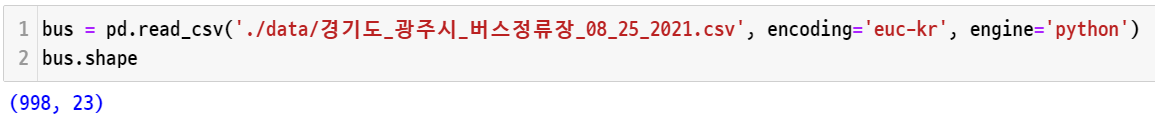 1 bus = pd.read_csv('./data/경기도_광주시_버스정류장_08_25_2021.csv', encoding='euc-kr', engine='python')
2 bus.shape
(998, 23)